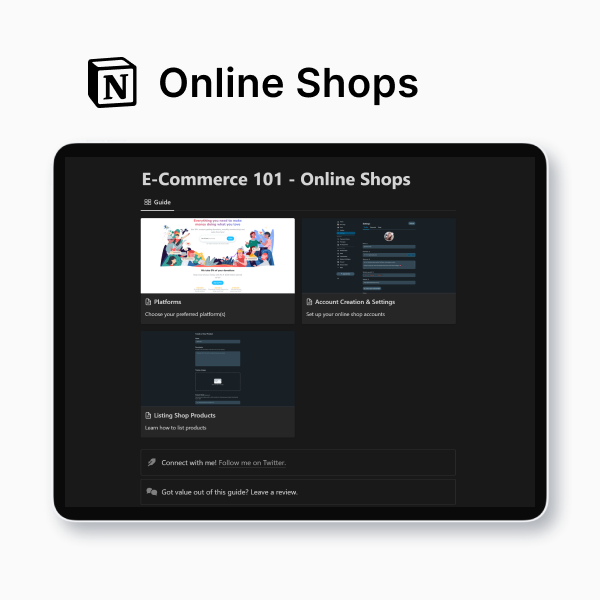 N Online Shops
E-Commerce 101 - Online Shops
Guide
Everything you need to make
money doing what you love
Platforms
Choose your preferred platform(s)
Settings
Account Creation & Settings
Set up your online shop accounts
Listing Shop Products
Learn how to list products
Connect with me! Follow me on Twitter.
Got value out of this guide? Leave a review.